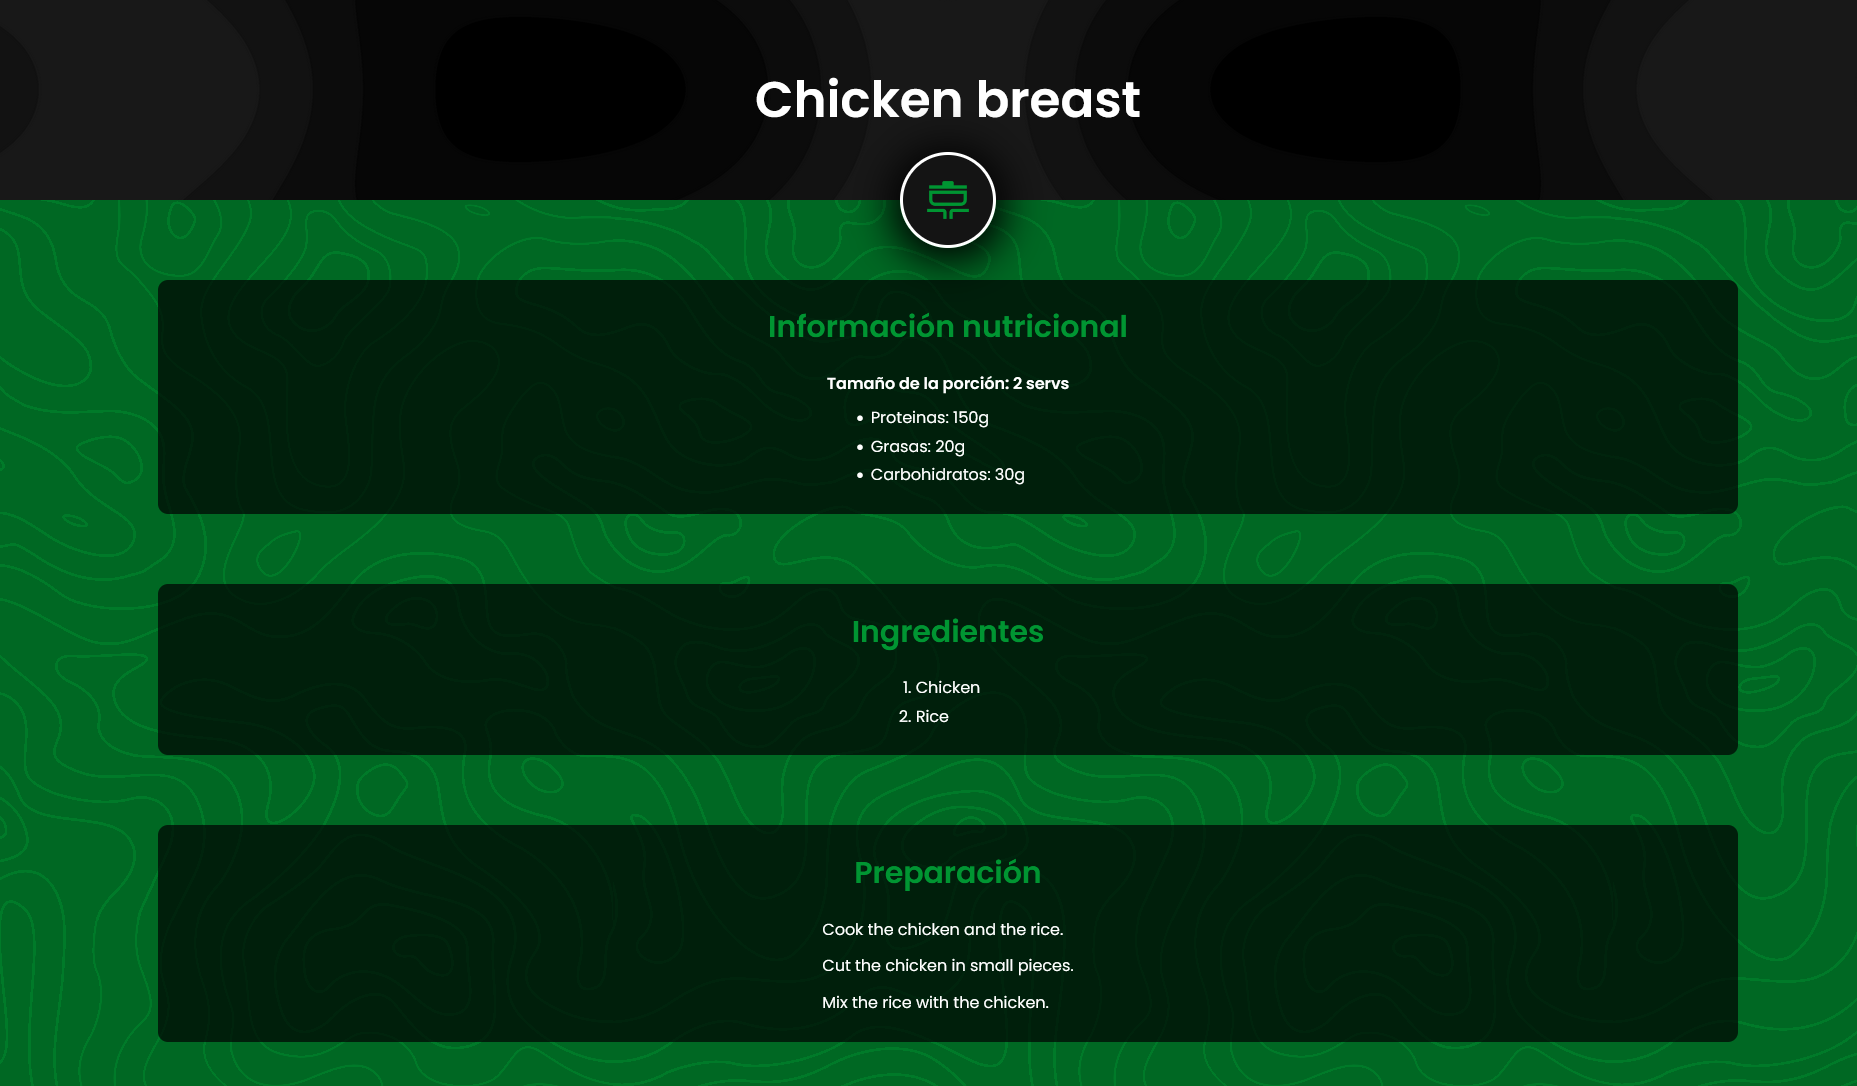 Chicken breast
Información nutricional
Tamaño de la porción: 2 servs
• Proteinas: 150g
• Grasas: 20g
• Carbohidratos: 30g
Ingredientes
1. Chicken
2. Rice
Preparación
Cook the chicken and the rice.
Cut the chicken in small pieces.
Mix the rice with the chicken.